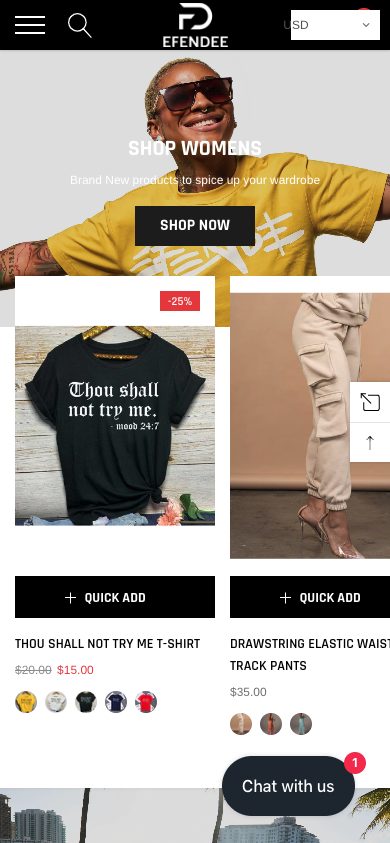 EFENDEE
USD
SHOP WOMENS
Brand New products to spice up your wardrobe
SHOP NOW
-25%
Thou shall
not try me.
- mood 24:7
QUICK ADD
QUICK ADD
THOU SHALL NOT TRY ME T-SHIRT
$20.00 $15.00
DRAWSTRING ELASTIC WAIST
TRACK PANTS
$35.00
1
Chat with us